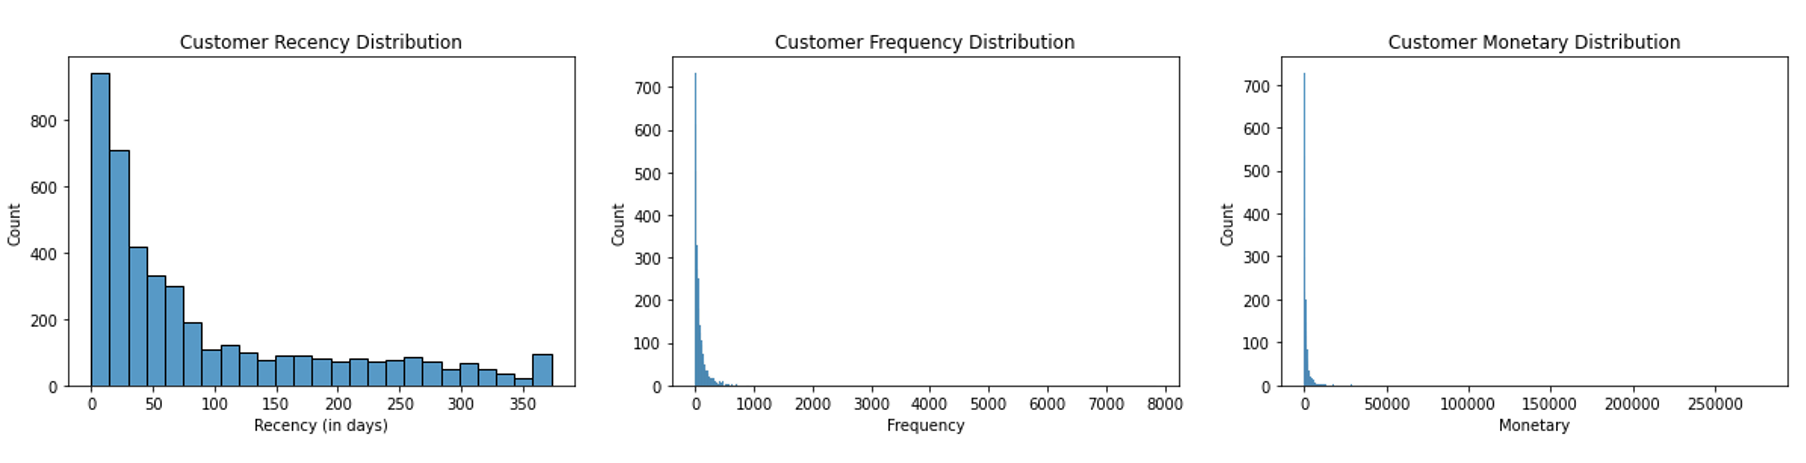 Customer Recency Distribution
Count
800
600
400
200
0
0 50 100 150 200 250 300 350
Recency (in days)
Customer Frequency Distribution
Count
700
600
500
400
300
200
100
0
0 1000 2000 3000 4000 5000 6000 7000 8000
Frequency
Customer Monetary Distribution
Count
700
600
500
400
300
200
100
0
0 50000 100000 150000 200000 250000
Monetary